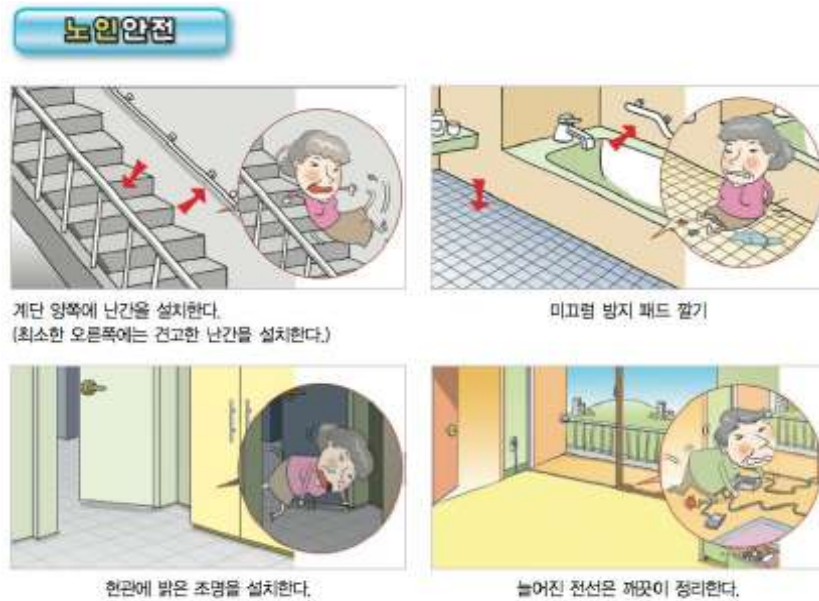 노인안전
계단 양쪽에 난간을 설치한다.
(최소한 오른쪽에는 견고한 난간을 설치한다.)
미끄럼 방지 패드 깔기
현관에 밝은 조명을 설치한다.
늘어진 전선은 깨끗이 정리한다.